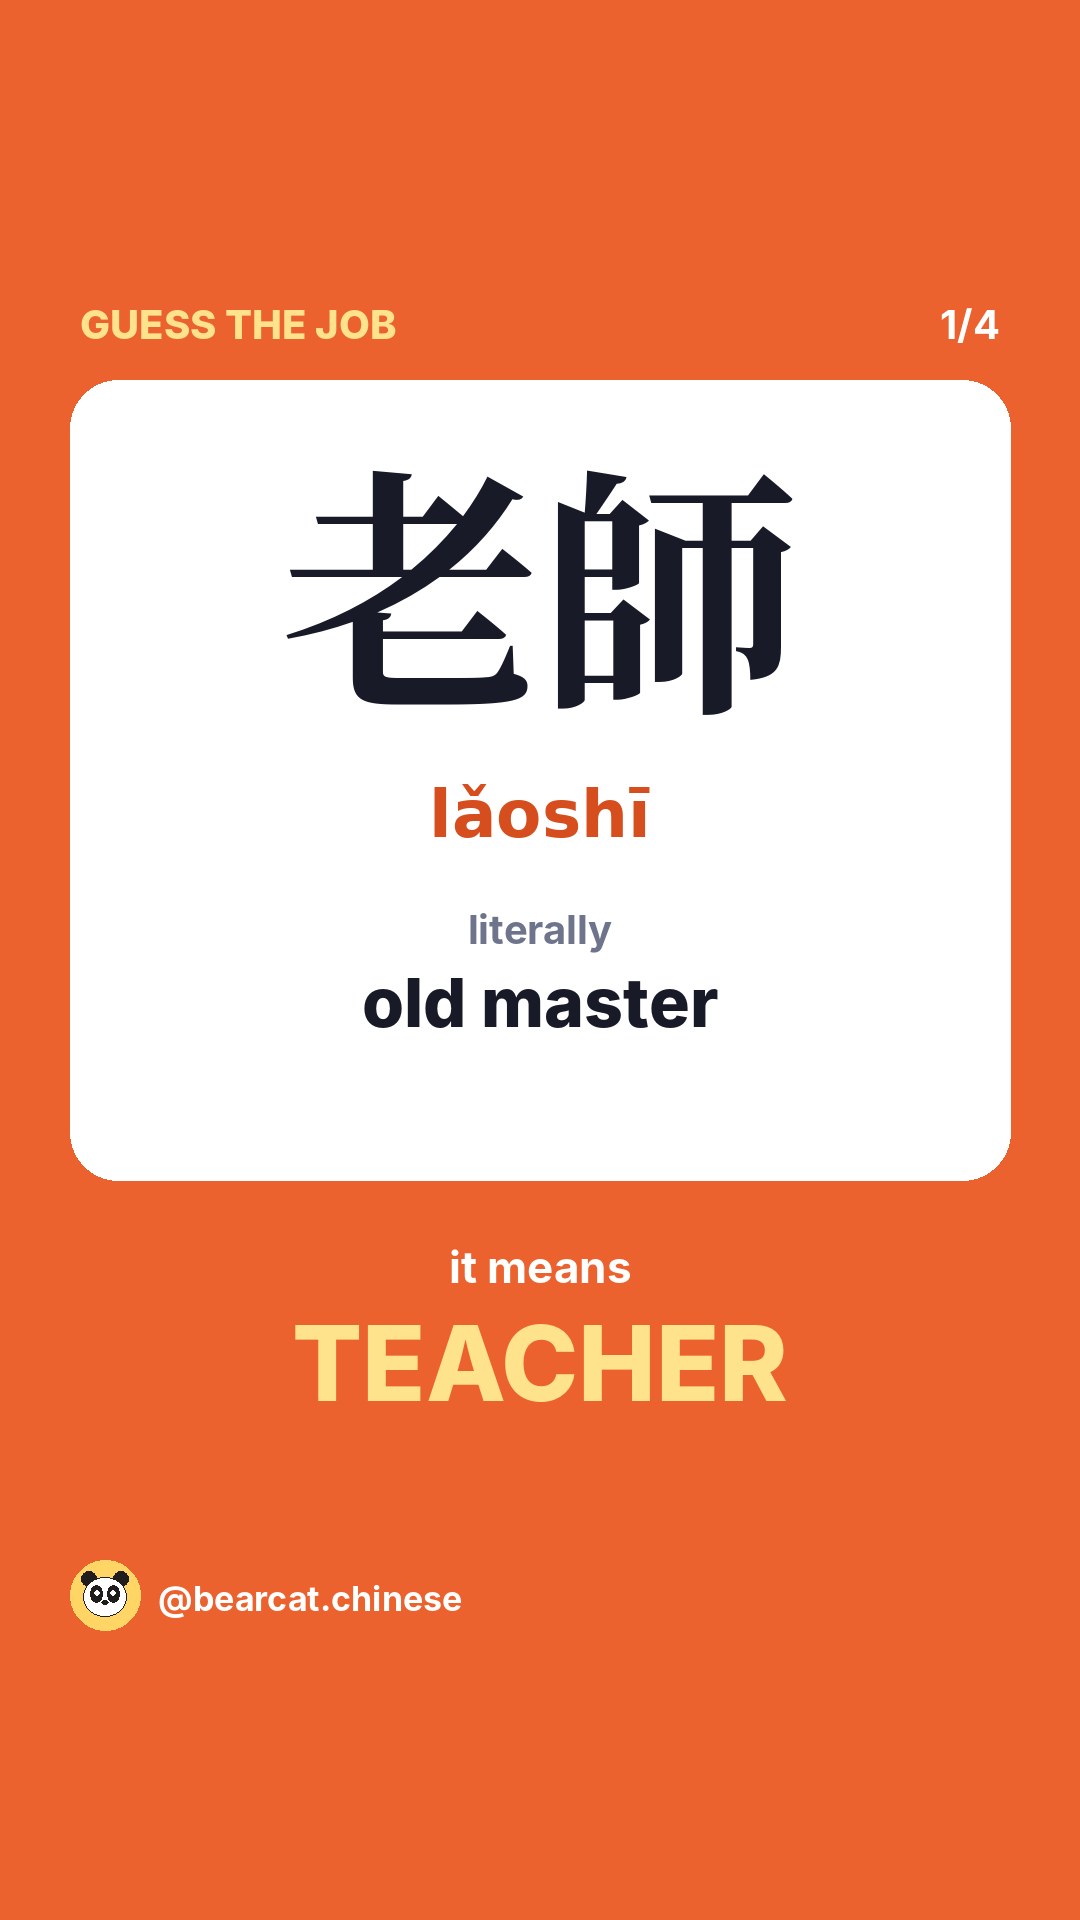 GUESS THE JOB
1/4
老師
lǎoshī
literally
old master
it means
TEACHER
@bearcat.chinese